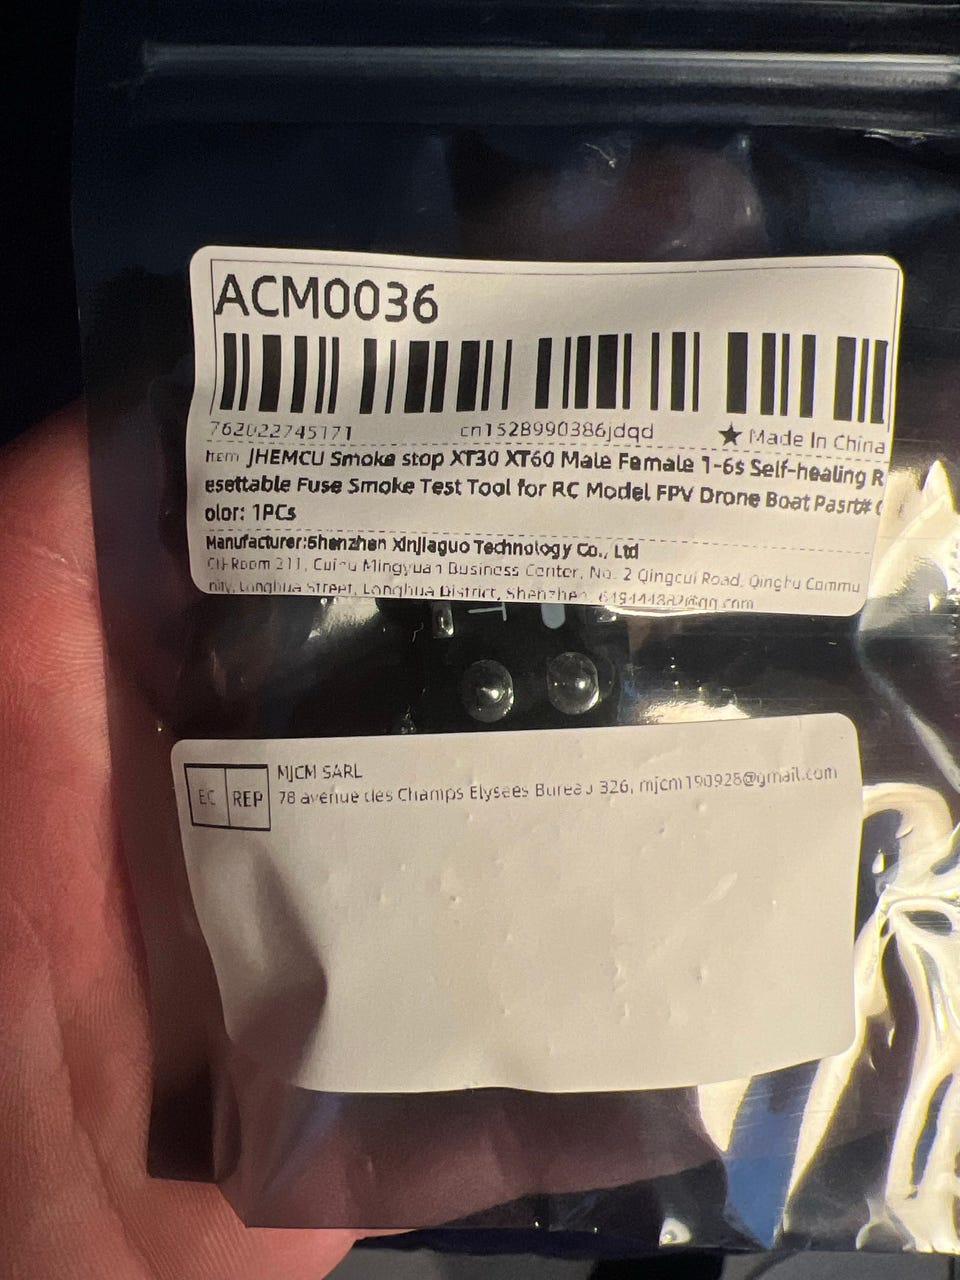 ACM0036
762022745171 cn1528990386jdqd ★ Made In China
Item JHEMCU Smoke stop XT30 XT60 Male Female 1-6s Self-healing R
esettable Fuse Smoke Test Tool for RC Model FPV Drone Boat Pasrt# C
olor: 1PCs
Manufacturer:Shenzhen Xinjiaguo Technology Co., Ltd
CN Room 211, Mingyuan Business Center, No. 2 Qingcui Road, Qinghu Commu
nity, Longhua Street, Longhua District, Shenzhen,
EC REP
MJCM SARL
78 avenue des Champs Elysees Bureau 326, mjcm190928@gmail.com